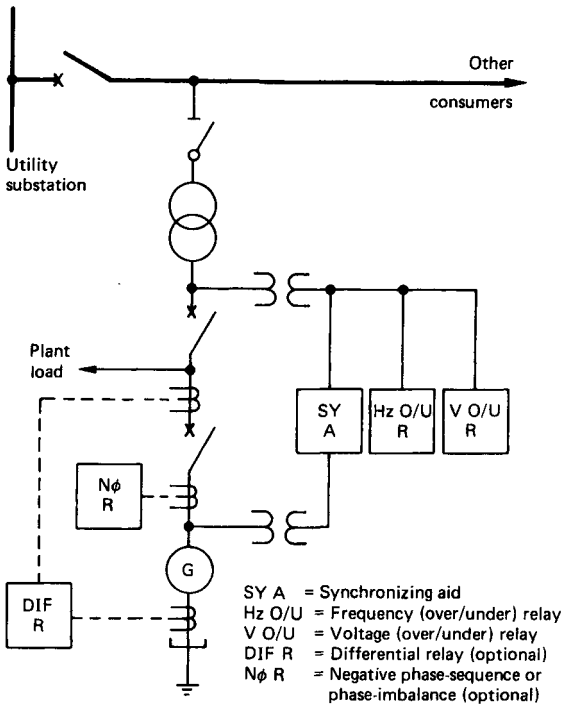 Other
consumers
Utility
substation
Plant
load
SY
A
Hz O/U
R
V O/U
R
Nϕ
R
G
DIF
R
SY A = Synchronizing aid
Hz O/U = Frequency (over/under) relay
V O/U = Voltage (over/under) relay
DIF R = Differential relay (optional)
Nϕ R = Negative phase-sequence or
phase-imbalance (optional)